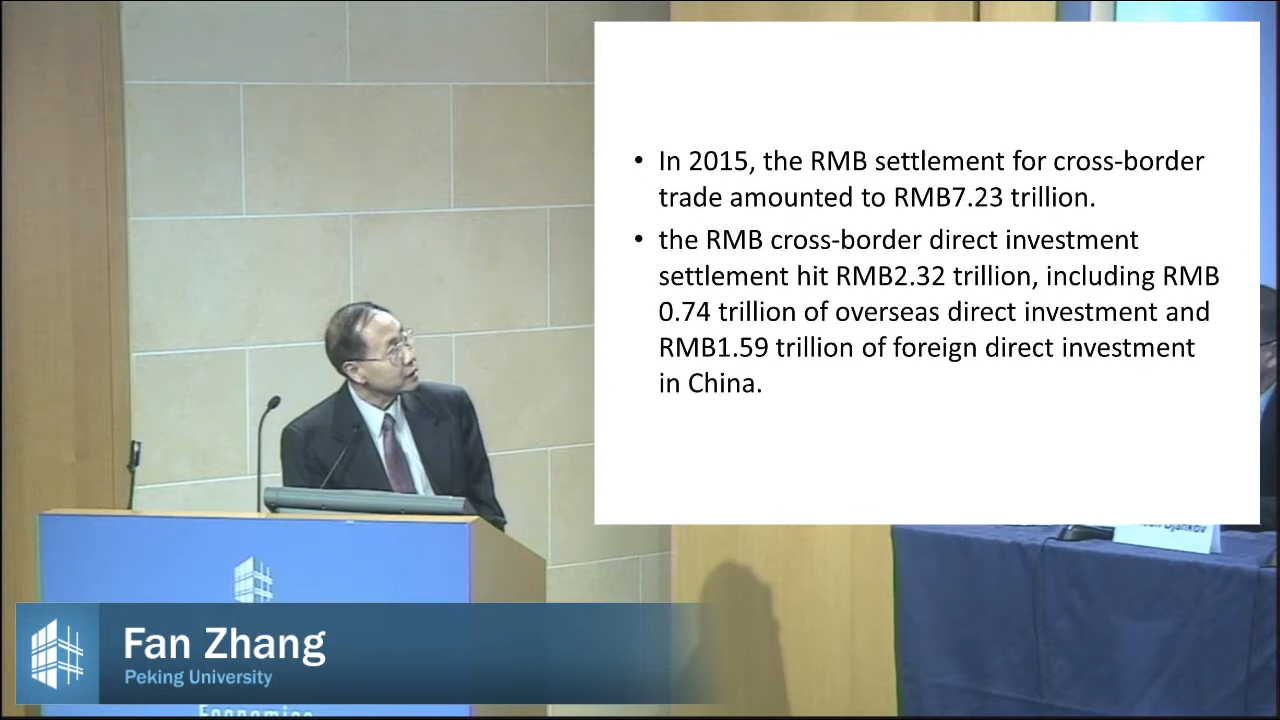 • In 2015, the RMB settlement for cross-border
trade amounted to RMB7.23 trillion.
• the RMB cross-border direct investment
settlement hit RMB2.32 trillion, including RMB
0.74 trillion of overseas direct investment and
RMB1.59 trillion of foreign direct investment
in China.
Djankov
Fan Zhang
Peking University
Economics